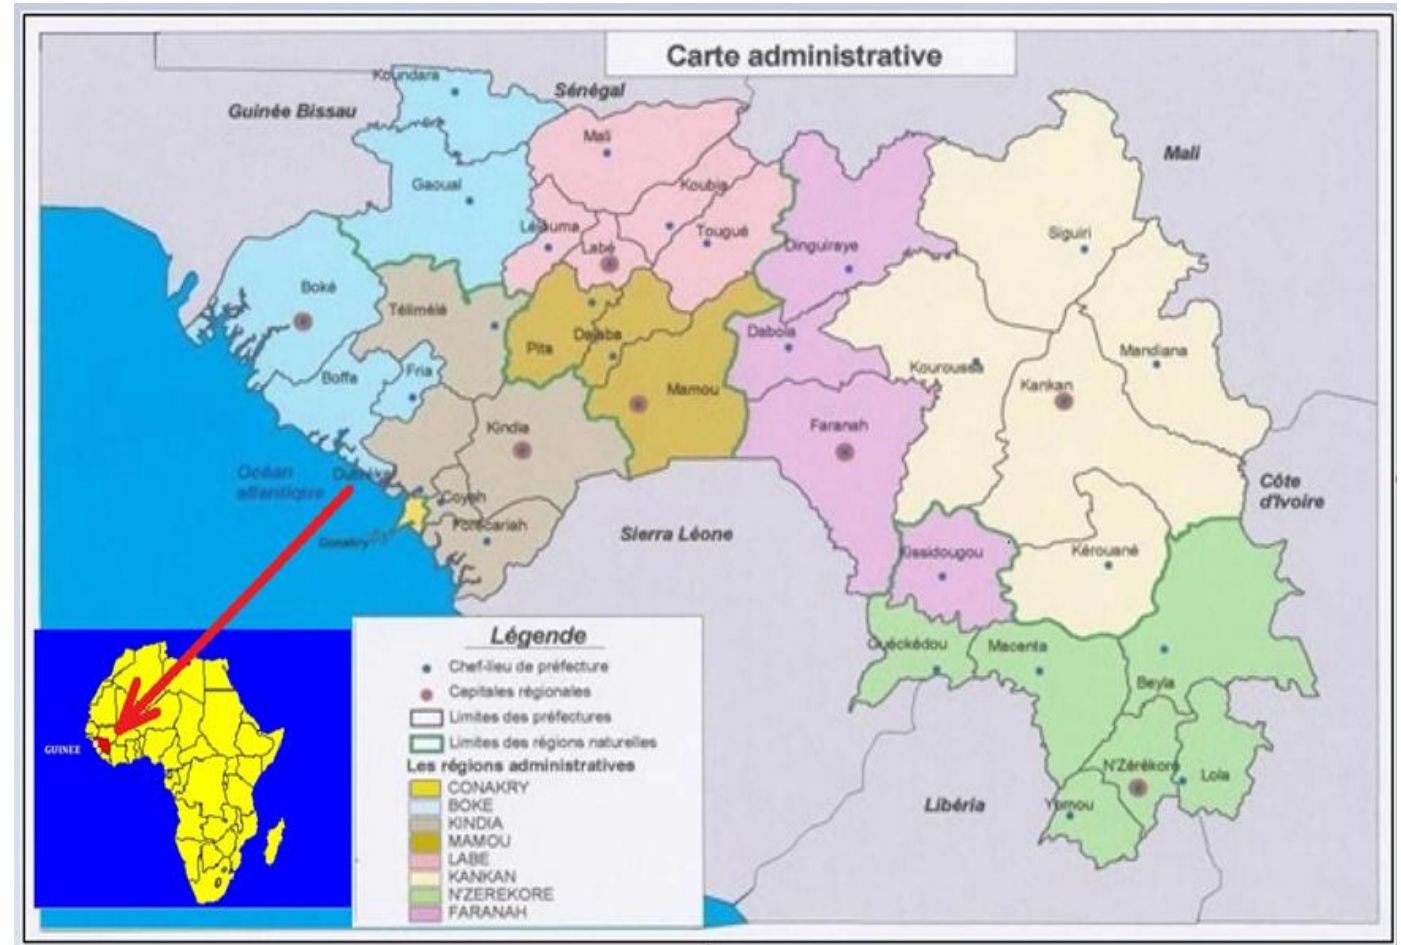 Carte administrative
Koundara
Sénégal
Guinée Bissau
Mali
Mali
Gaoual
Koubia
Lélouma
Tougué
Labé
Siguiri
Dinguiraye
Boké
Télimélé
Dabola
Dalaba
Pita
Mandiana
Kouroussa
Fria
Boffa
Kankan
Mamou
Kindia
Faranah
Océan
atlantique
Dubréka
Côte
d'Ivoire
Coyah
Forécariah
Sierra Léone
Conakry
Kissidougou
Kérouané
Guéckédou
Macenta
Beyla
N'Zérékoré
Lola
Libéria
Yomou
GUINEE
Légende
Chef-lieu de préfecture
Capitales régionales
Limites des préfectures
Limites des régions naturelles
Les régions administratives
CONAKRY
BOKE
KINDIA
MAMOU
LABE
KANKAN
N'ZEREKORE
FARANAH